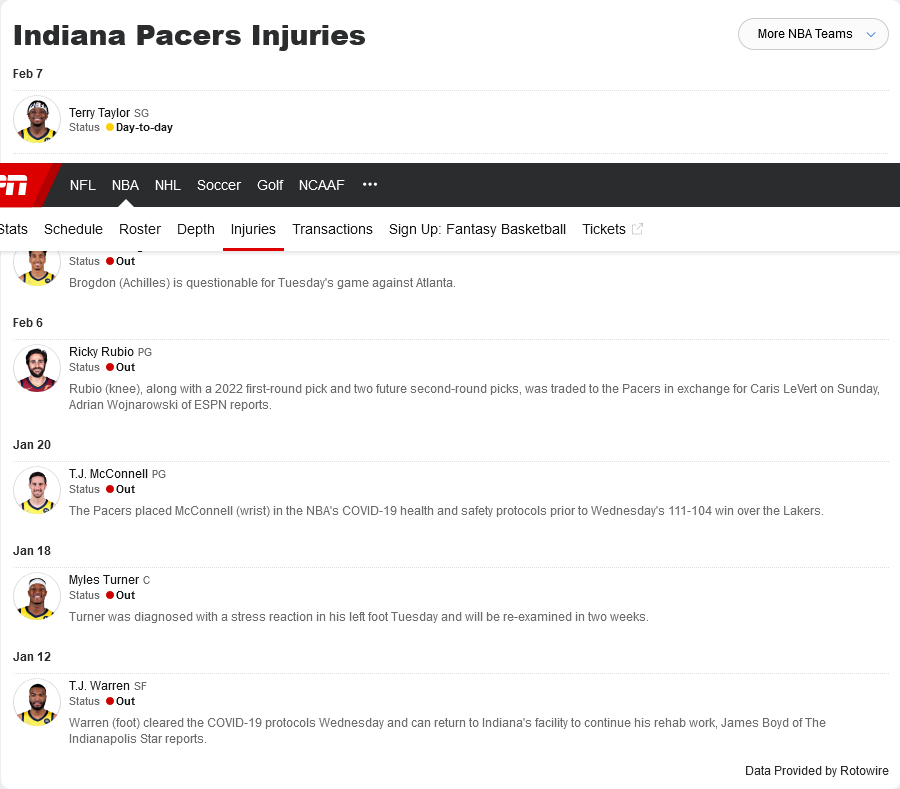 Indiana Pacers Injuries
More NBA Teams
Feb 7
Terry Taylor SG
Status Day-to-day
NFL NBA NHL Soccer Golf NCAAF •••
Stats Schedule Roster Depth Injuries Transactions Sign Up: Fantasy Basketball Tickets
Status Out
Brogdon (Achilles) is questionable for Tuesday's game against Atlanta.
Feb 6
Ricky Rubio PG
Status Out
Rubio (knee), along with a 2022 first-round pick and two future second-round picks, was traded to the Pacers in exchange for Caris LeVert on Sunday,
Adrian Wojnarowski of ESPN reports.
Jan 20
T.J. McConnell PG
Status Out
The Pacers placed McConnell (wrist) in the NBA's COVID-19 health and safety protocols prior to Wednesday's 111-104 win over the Lakers.
Jan 18
Myles Turner C
Status Out
Turner was diagnosed with a stress reaction in his left foot Tuesday and will be re-examined in two weeks.
Jan 12
T.J. Warren SF
Status Out
Warren (foot) cleared the COVID-19 protocols Wednesday and can return to Indiana's facility to continue his rehab work, James Boyd of The
Indianapolis Star reports.
Data Provided by Rotowire